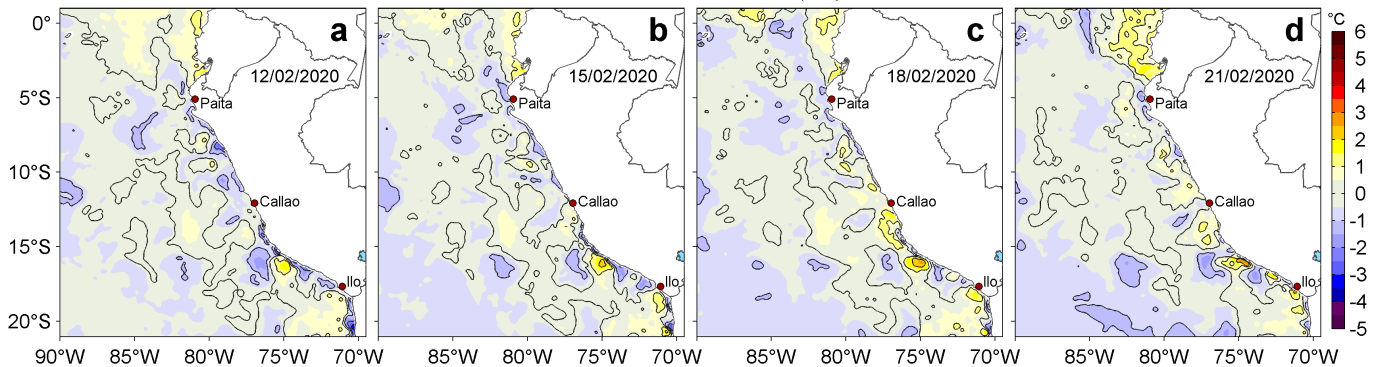 a
12/02/2020
Paita
Callao
Ilo
b
15/02/2020
Paita
Callao
Ilo
c
18/02/2020
Paita
Callao
Ilo
d
21/02/2020
Paita
Callao
Ilo
0°
5°S
10°S
15°S
20°S
90°W 85°W 80°W 75°W 70°W
85°W 80°W 75°W 70°W
85°W 80°W 75°W 70°W
85°W 80°W 75°W 70°W
°C
6
5
4
3
2
1
0
-1
-2
-3
-4
-5